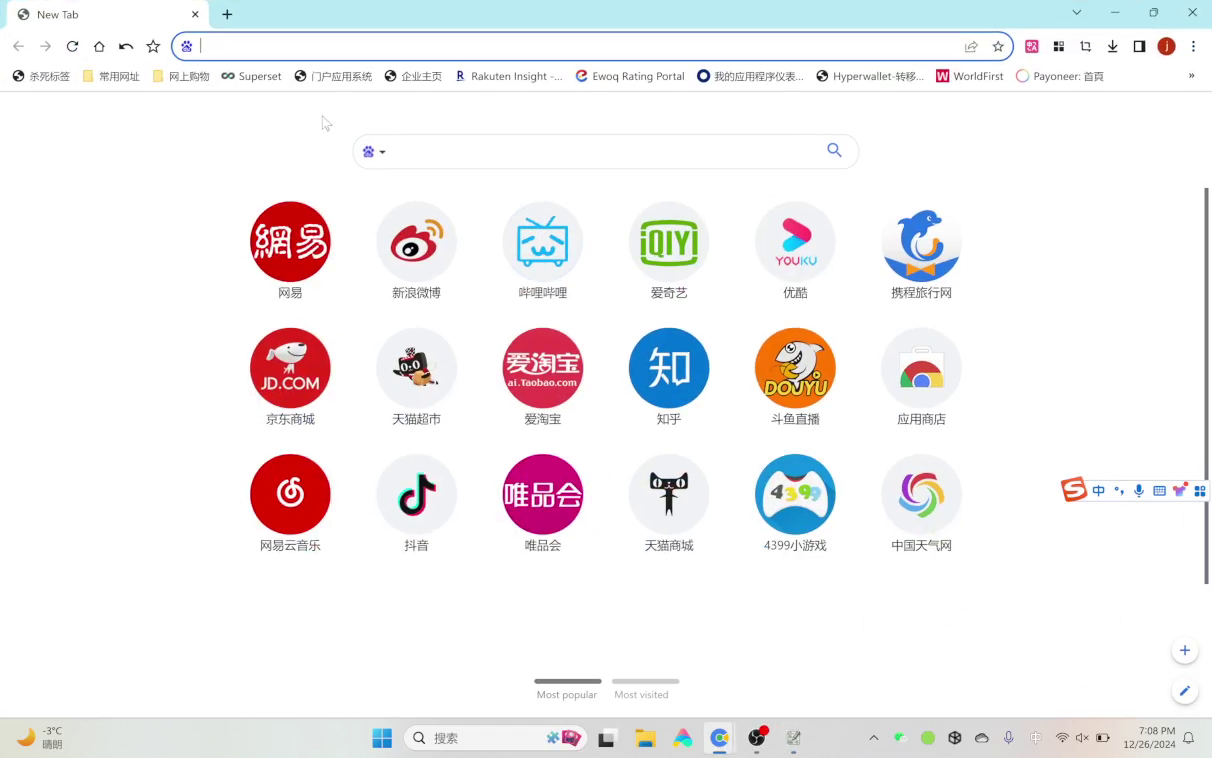 New Tab
杀死标签 常用网址 网上购物 Superset 门户应用系统 企业主页 Rakuten Insight -... Ewoq Rating Portal 我的应用程序仪表... Hyperwallet-转移... WorldFirst Payoneer: 首頁 »
網易 iQIYI YOUKU
网易 新浪微博 哔哩哔哩 爱奇艺 优酷 携程旅行网
JD.COM 爱淘宝 ai.Taobao.com 知 DOUYU
京东商城 天猫超市 爱淘宝 知乎 斗鱼直播 应用商店
唯品会 4399
网易云音乐 抖音 唯品会 天猫商城 4399小游戏 中国天气网
中
Most popular Most visited
-3°C
晴朗
搜索
中
7:08 PM
12/26/2024